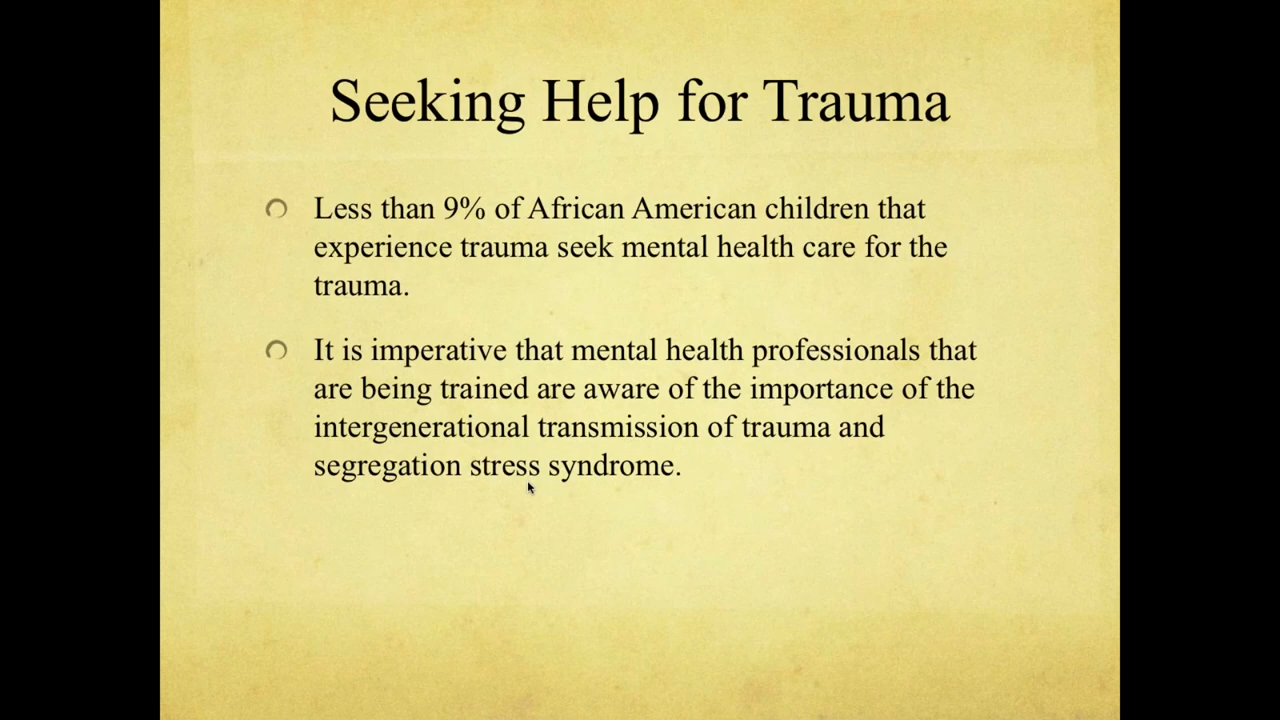 Seeking Help for Trauma
Less than 9% of African American children that
experience trauma seek mental health care for the
trauma.
It is imperative that mental health professionals that
are being trained are aware of the importance of the
intergenerational transmission of trauma and
segregation stress syndrome.